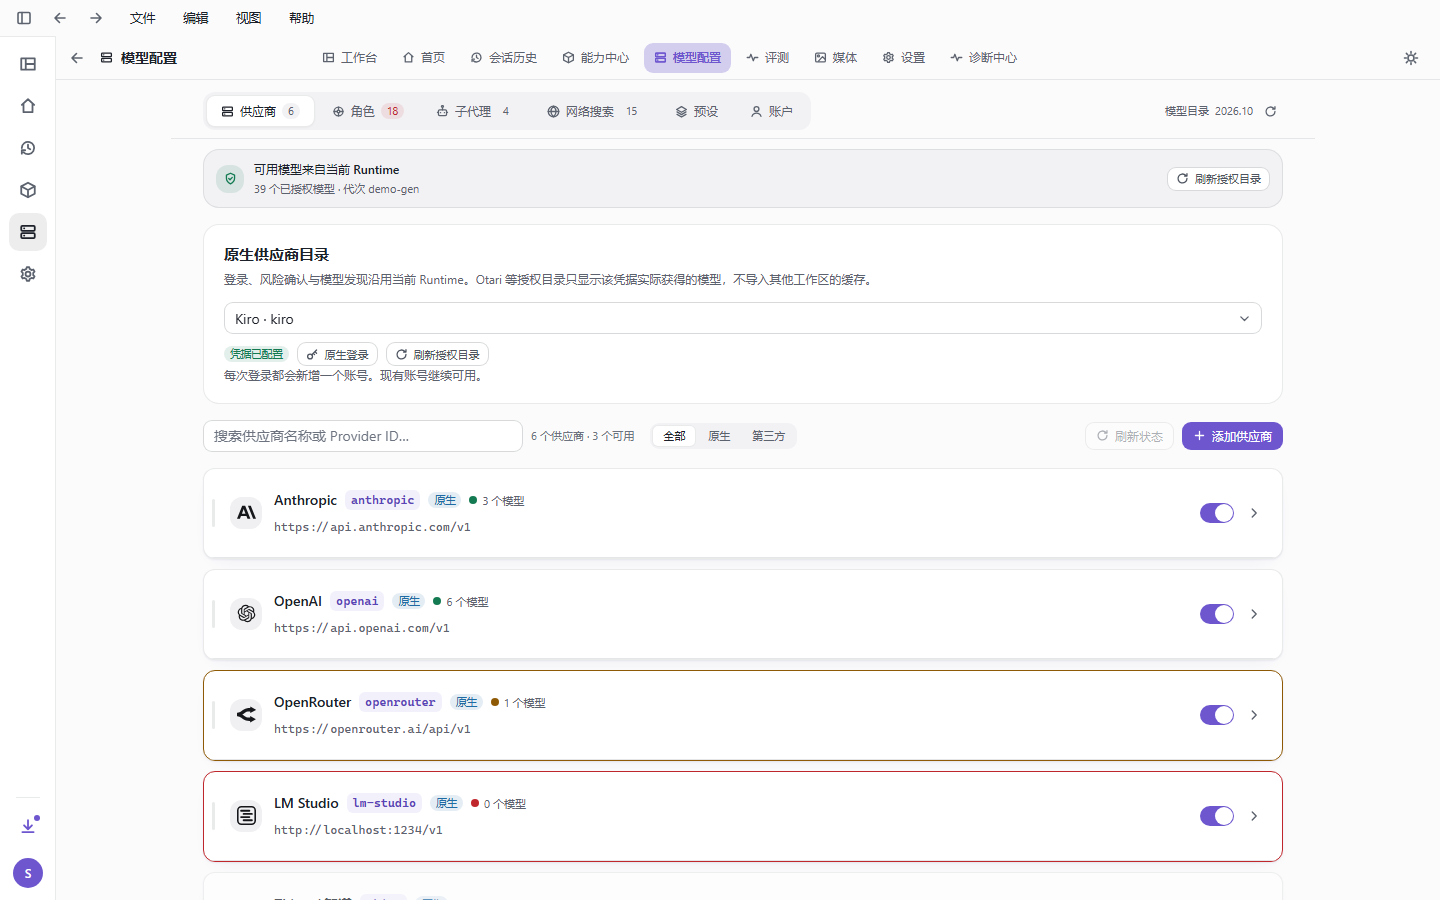 文件 编辑 视图 帮助
模型配置 工作台 首页 会话历史 能力中心 模型配置 评测 媒体 设置 诊断中心
供应商 6 角色 18 子代理 4 网络搜索 15 预设 账户 模型目录 2026.10
可用模型来自当前 Runtime
39 个已授权模型 · 代次 demo-gen
刷新授权目录
原生供应商目录
登录、风险确认与模型发现沿用当前 Runtime。Otari 等授权目录只显示该凭据实际获得的模型，不导入其他工作区的缓存。
Kiro · kiro
凭据已配置 原生登录 刷新授权目录
每次登录都会新增一个账号。现有账号继续可用。
搜索供应商名称或 Provider ID... 6 个供应商 · 3 个可用 全部 原生 第三方 刷新状态 添加供应商
Anthropic anthropic 原生 3 个模型
https://api.anthropic.com/v1
OpenAI openai 原生 6 个模型
https://api.openai.com/v1
OpenRouter openrouter 原生 1 个模型
https://openrouter.ai/api/v1
LM Studio lm-studio 原生 0 个模型
http://localhost:1234/v1
S